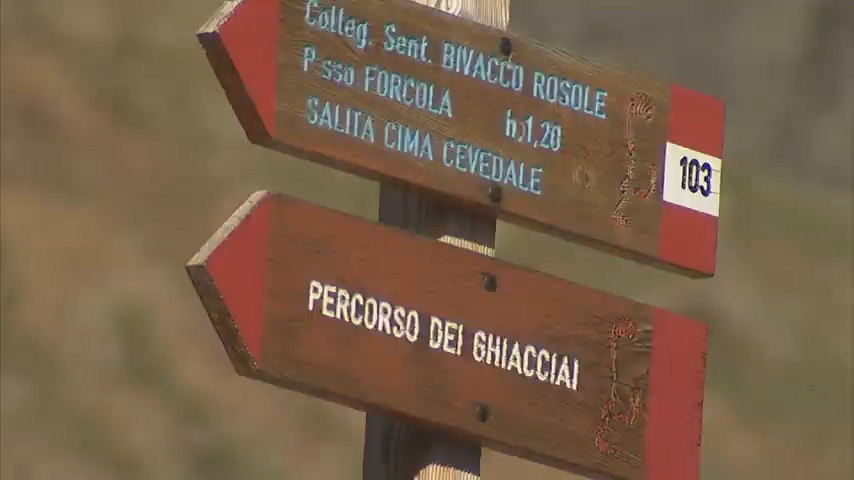 Colleg. Sent. BIVACCO ROSOLE
P.sso FORCOLA h.1,20
SALITA CIMA CEVEDALE
103
PERCORSO DEI GHIACCIAI